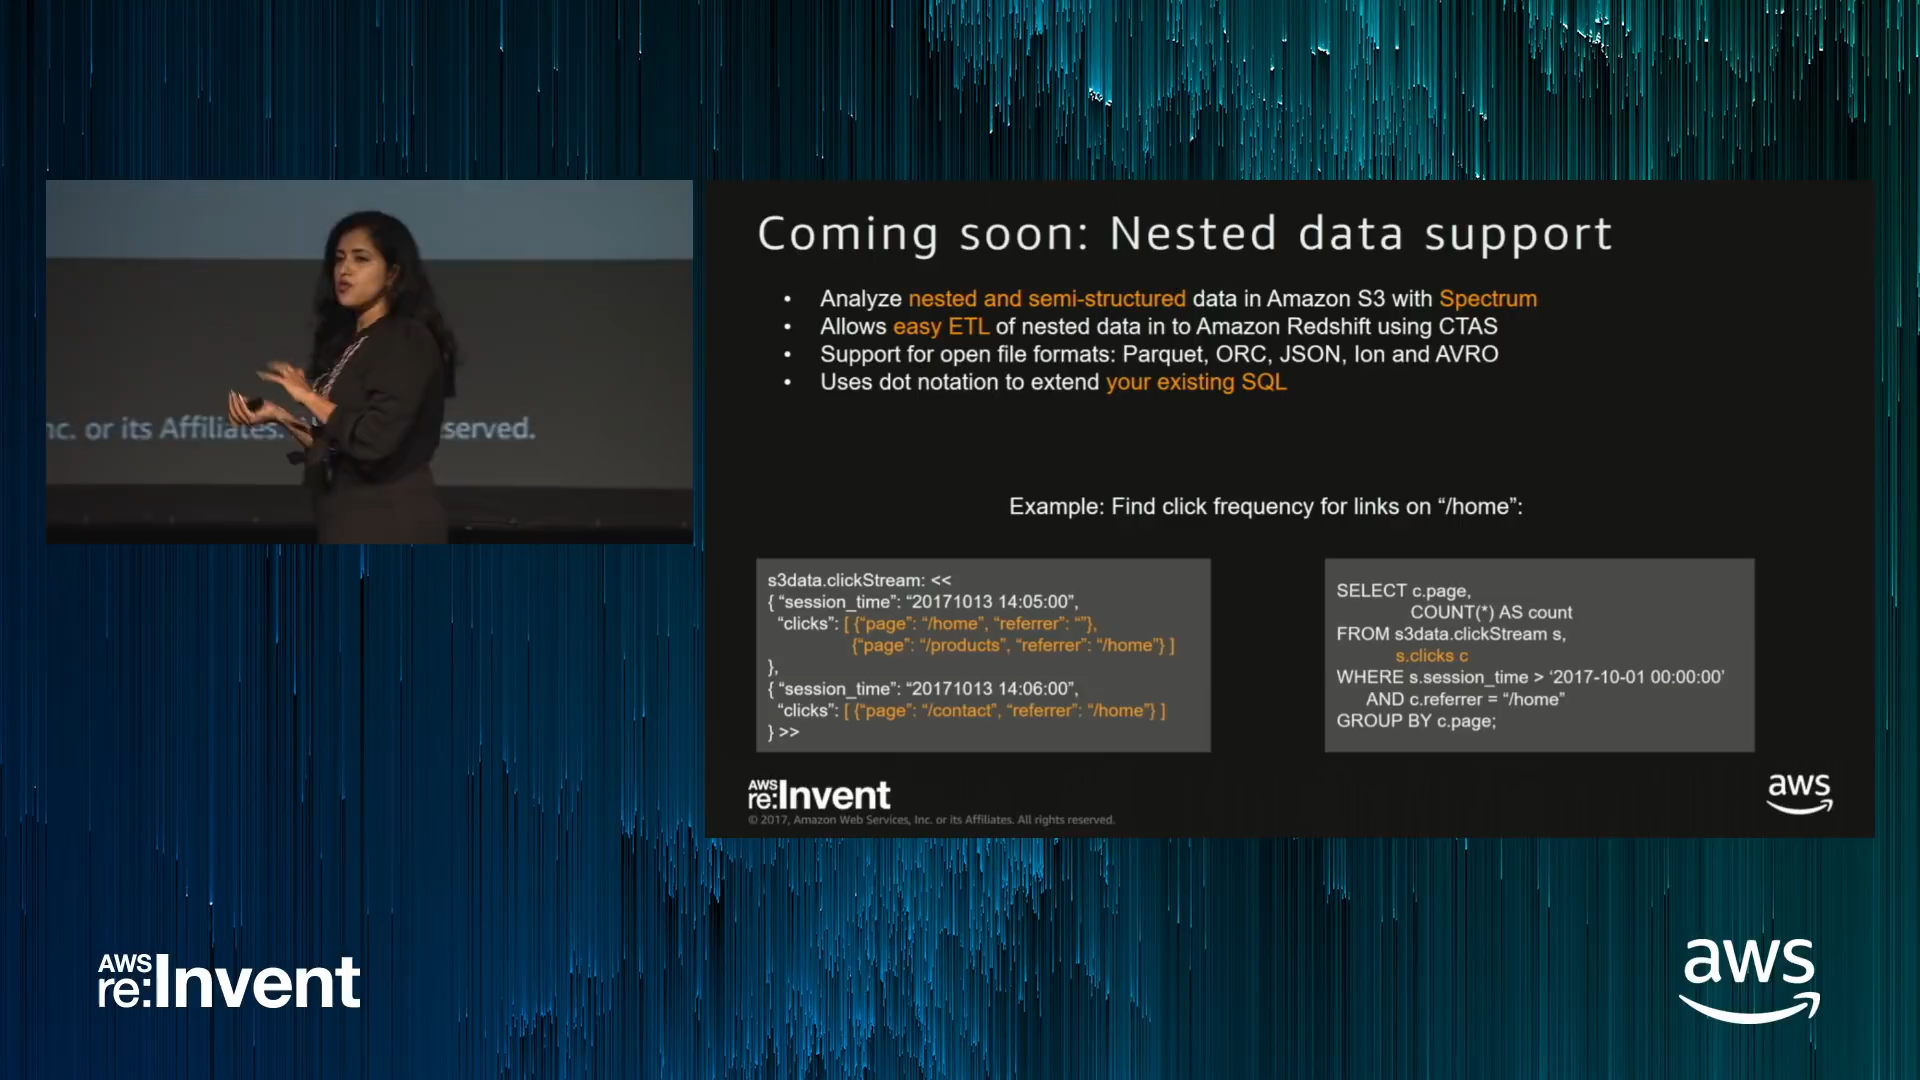 Coming soon: Nested data support
• Analyze nested and semi-structured data in Amazon S3 with Spectrum
• Allows easy ETL of nested data in to Amazon Redshift using CTAS
• Support for open file formats: Parquet, ORC, JSON, Ion and AVRO
• Uses dot notation to extend your existing SQL
nc. or its Affiliates. served.
Example: Find click frequency for links on “/home”:
s3data.clickStream: <<
{ “session_time”: “20171013 14:05:00”,
“clicks”: [ {“page”: “/home”, “referrer”: “”},
{“page”: “/products”, “referrer”: “/home”} ]
},
{ “session_time”: “20171013 14:06:00”,
“clicks”: [ {“page”: “/contact”, “referrer”: “/home”} ]
} >>
SELECT c.page,
COUNT(*) AS count
FROM s3data.clickStream s,
s.clicks c
WHERE s.session_time > ‘2017-10-01 00:00:00’
AND c.referrer = “/home”
GROUP BY c.page;
AWS
re:Invent
© 2017, Amazon Web Services, Inc. or its Affiliates. All rights reserved.
aws
AWS
re:Invent
aws